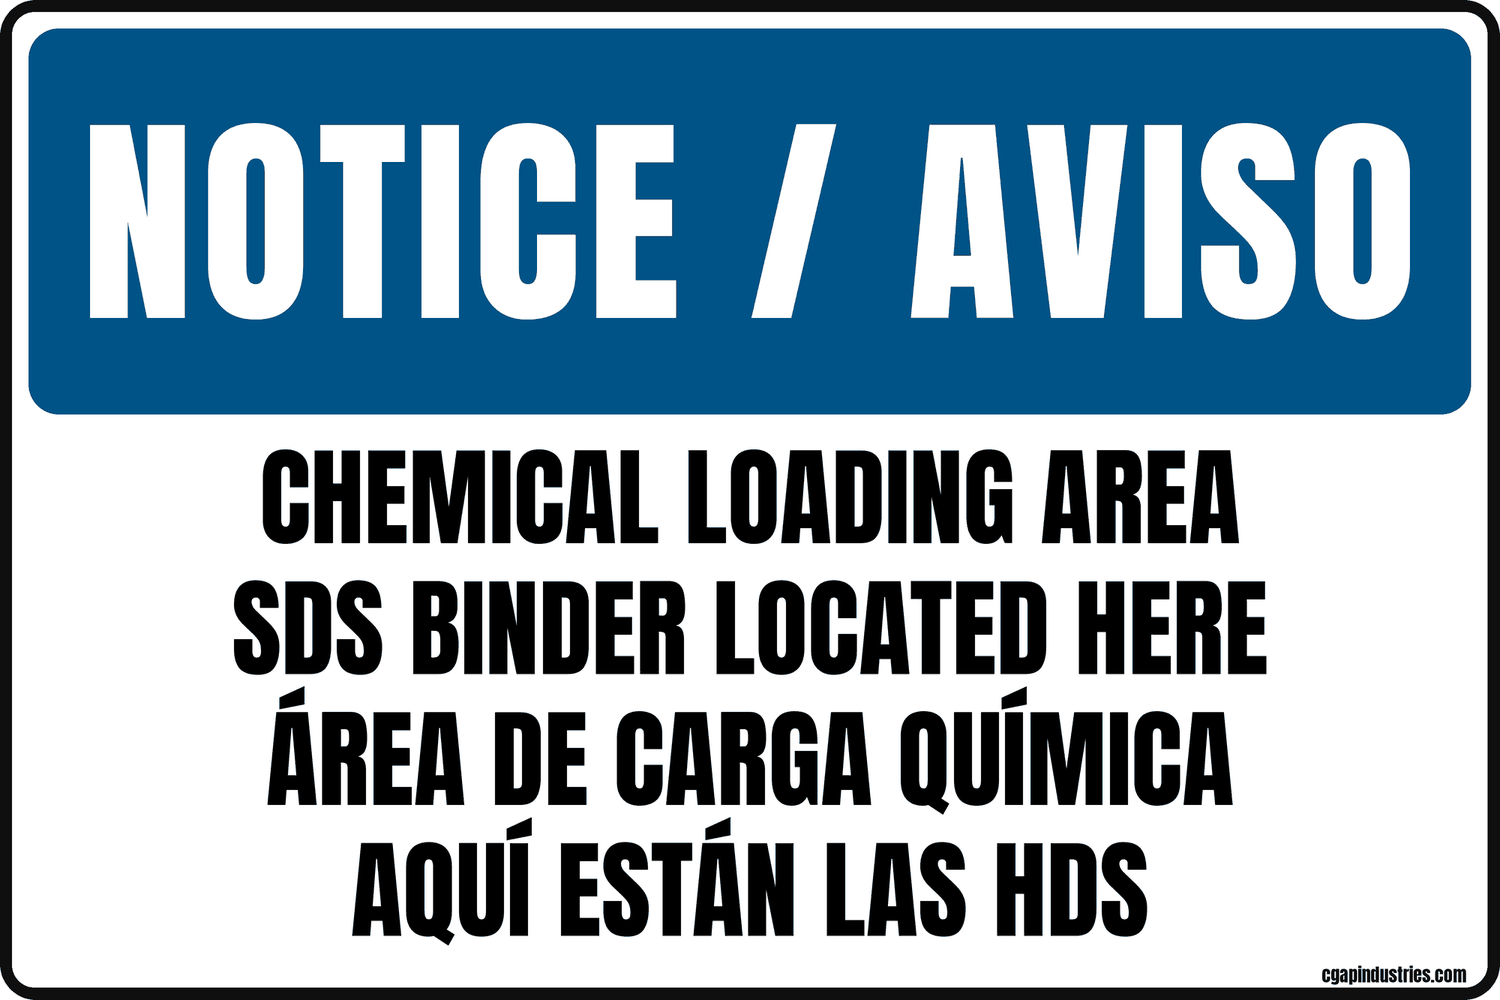 NOTICE / AVISO
CHEMICAL LOADING AREA
SDS BINDER LOCATED HERE
ÁREA DE CARGA QUÍMICA
AQUÍ ESTÁN LAS HDS
cgapindustries.com